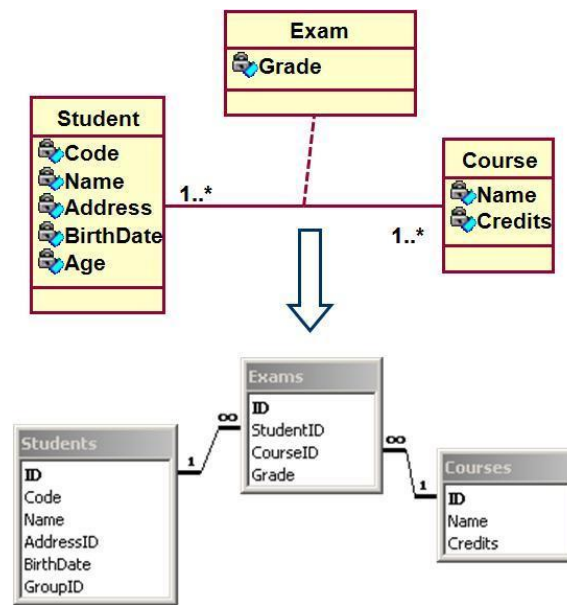 Exam
Grade
Student
Code
Name
Address
BirthDate
Age
1..*
1..*
Course
Name
Credits
Exams
ID
StudentID
CourseID
Grade
Students
ID
Code
Name
AddressID
BirthDate
GroupID
1
∞
∞
1
Courses
ID
Name
Credits